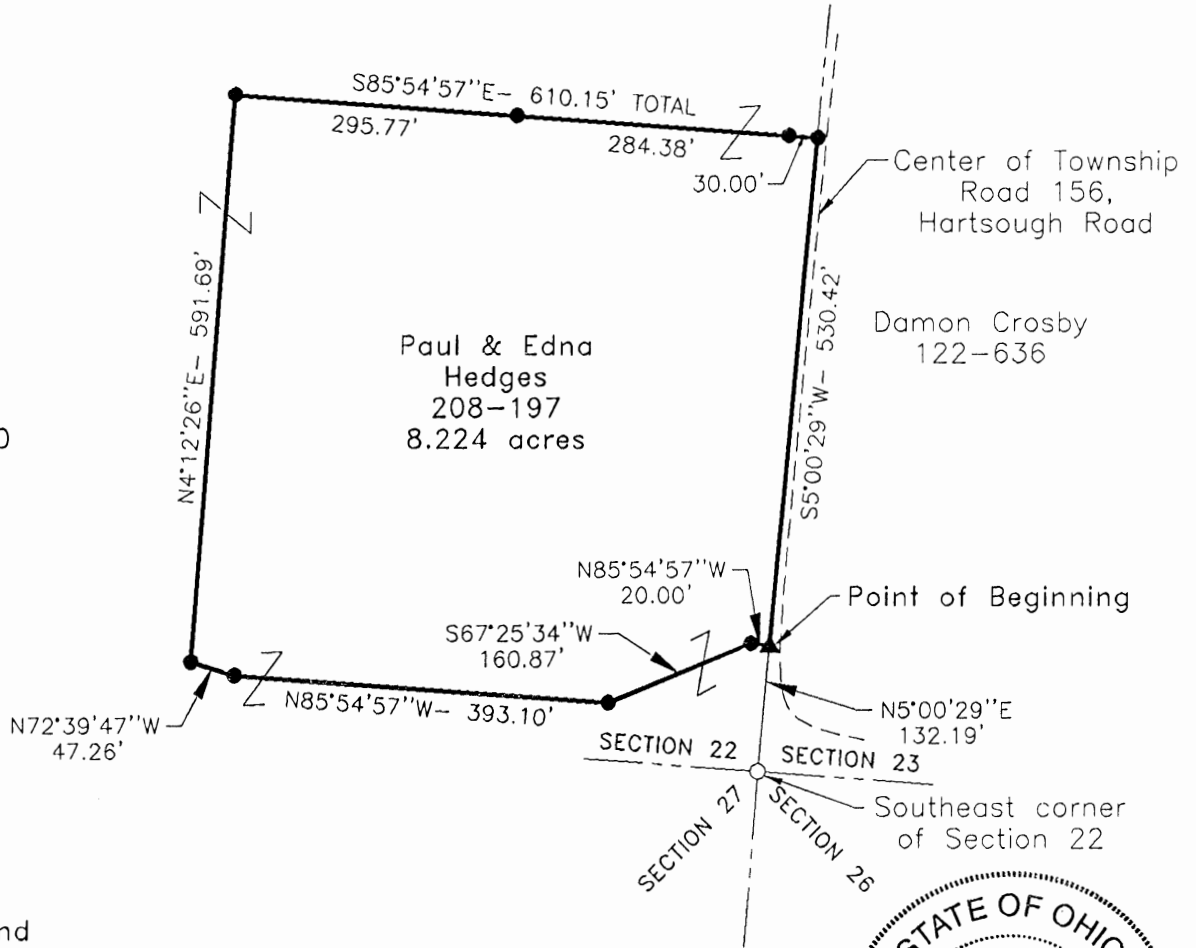 S85°54'57"E– 610.15' TOTAL
295.77'
284.38'
30.00'
Center of Township
Road 156,
Hartsough Road
N4°12'26"E– 591.69'
S5°00'29"W– 530.42'
Damon Crosby
122–636
Paul & Edna
Hedges
208–197
8.224 acres
N85°54'57"W
20.00'
Point of Beginning
S67°25'34"W
160.87'
N85°54'57"W– 393.10'
N72°39'47"W
47.26'
N5°00'29"E
132.19'
SECTION 22
SECTION 23
SECTION 27
SECTION 26
Southeast corner
of Section 22
STATE OF OHIO
nd